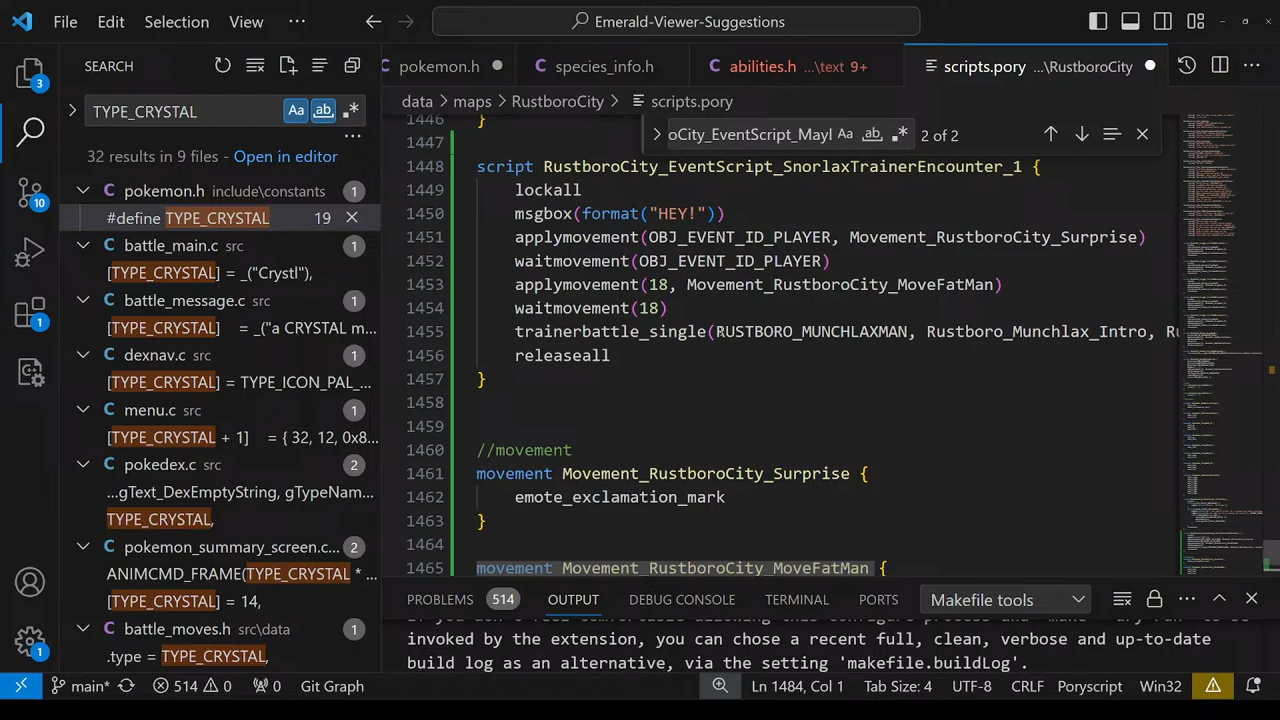 File Edit Selection View ··· Emerald-Viewer-Suggestions
SEARCH
TYPE_CRYSTAL Aa ab
32 results in 9 files - Open in editor
pokemon.h include\constants 1
#define TYPE_CRYSTAL 19
battle_main.c src 1
[TYPE_CRYSTAL] = _("Crystl"),
battle_message.c src 1
[TYPE_CRYSTAL] = _("a CRYSTAL m...
dexnav.c src 1
[TYPE_CRYSTAL] = TYPE_ICON_PAL_...
menu.c src 1
[TYPE_CRYSTAL + 1] = { 32, 12, 0x8...
pokedex.c src 2
...gText_DexEmptyString, gTypeNam...
TYPE_CRYSTAL,
pokemon_summary_screen.c... 2
ANIMCMD_FRAME(TYPE_CRYSTAL * ...
[TYPE_CRYSTAL] = 14,
battle_moves.h src\data 1
.type = TYPE_CRYSTAL,
3
10
1
1
pokemon.h species_info.h abilities.h ...\text 9+ scripts.pory ...\RustboroCity
data > maps > RustboroCity > scripts.pory
oCity_EventScript_Mayl Aa ab 2 of 2
1446 }
1447
1448 script RustboroCity_EventScript_SnorlaxTrainerEncounter_1 {
1449 lockall
1450 msgbox(format("HEY!"))
1451 applymovement(OBJ_EVENT_ID_PLAYER, Movement_RustboroCity_Surprise)
1452 waitmovement(OBJ_EVENT_ID_PLAYER)
1453 applymovement(18, Movement_RustboroCity_MoveFatMan)
1454 waitmovement(18)
1455 trainerbattle_single(RUSTBORO_MUNCHLAXMAN, Rustboro_Munchlax_Intro, Ru
1456 releaseall
1457 }
1458
1459
1460 //movement
1461 movement Movement_RustboroCity_Surprise {
1462 emote_exclamation_mark
1463 }
1464
1465 movement Movement_RustboroCity_MoveFatMan {
PROBLEMS 514 OUTPUT DEBUG CONSOLE TERMINAL PORTS Makefile tools
invoked by the extension, you can chose a recent full, clean, verbose and up-to-date
build log as an alternative, via the setting 'makefile.buildLog'.
main* 514 0 0 Git Graph Ln 1484, Col 1 Tab Size: 4 UTF-8 CRLF Poryscript Win32